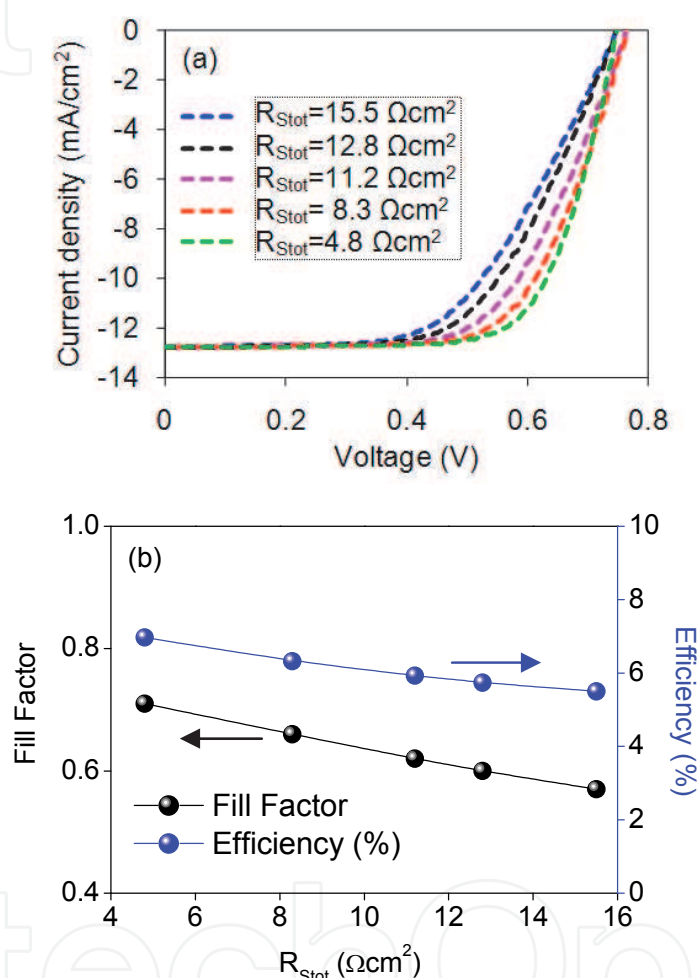 0
-2
-4
-6
-8
-10
-12
-14
Current density (mA/cm²)
(a)
R_Stot=15.5 Ωcm²
R_Stot=12.8 Ωcm²
R_Stot=11.2 Ωcm²
R_Stot= 8.3 Ωcm²
R_Stot=4.8 Ωcm²
0 0.2 0.4 0.6 0.8
Voltage (V)
1.0
0.8
0.6
0.4
Fill Factor
(b)
Fill Factor
Efficiency (%)
10
8
6
4
2
0
Efficiency (%)
4 6 8 10 12 14 16
R_Stot (Ωcm²)